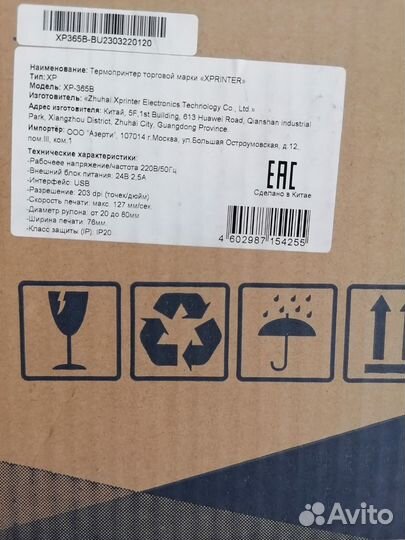 XP365B-BU2303220120
Наименование: Термопринтер торговой марки «XPRINTER»
Тип: XP
Модель: XP-365B
Изготовитель: «Zhuhai Xprinter Electronics Technology Co., Ltd.»
Адрес изготовителя: Китай, 5F,1st Building, 613 Huawei Road, Qianshan Industrial
Park, Xiangzhou District, Zhuhai City, Guangdong Province.
Импортёр: ООО "Азерти", 107014 г.Москва, ул.Большая Остроумовская, д.12,
пом.III, ком.1
Технические характеристики:
-Рабочеее напряжение/частота 220В/50Гц
-Внешний блок питания: 24В 2,5А
-Интерфейс: USB
-Разрешение: 203 dpi (точек/дюйм)
-Скорость печати: макс. 127 мм/сек.
-Диаметр рулона: от 20 до 80мм
-Ширина печати: 76мм.
-Класс защиты (IP): IP20
EAC
Сделано в Китае
4 602987 154255
Avito